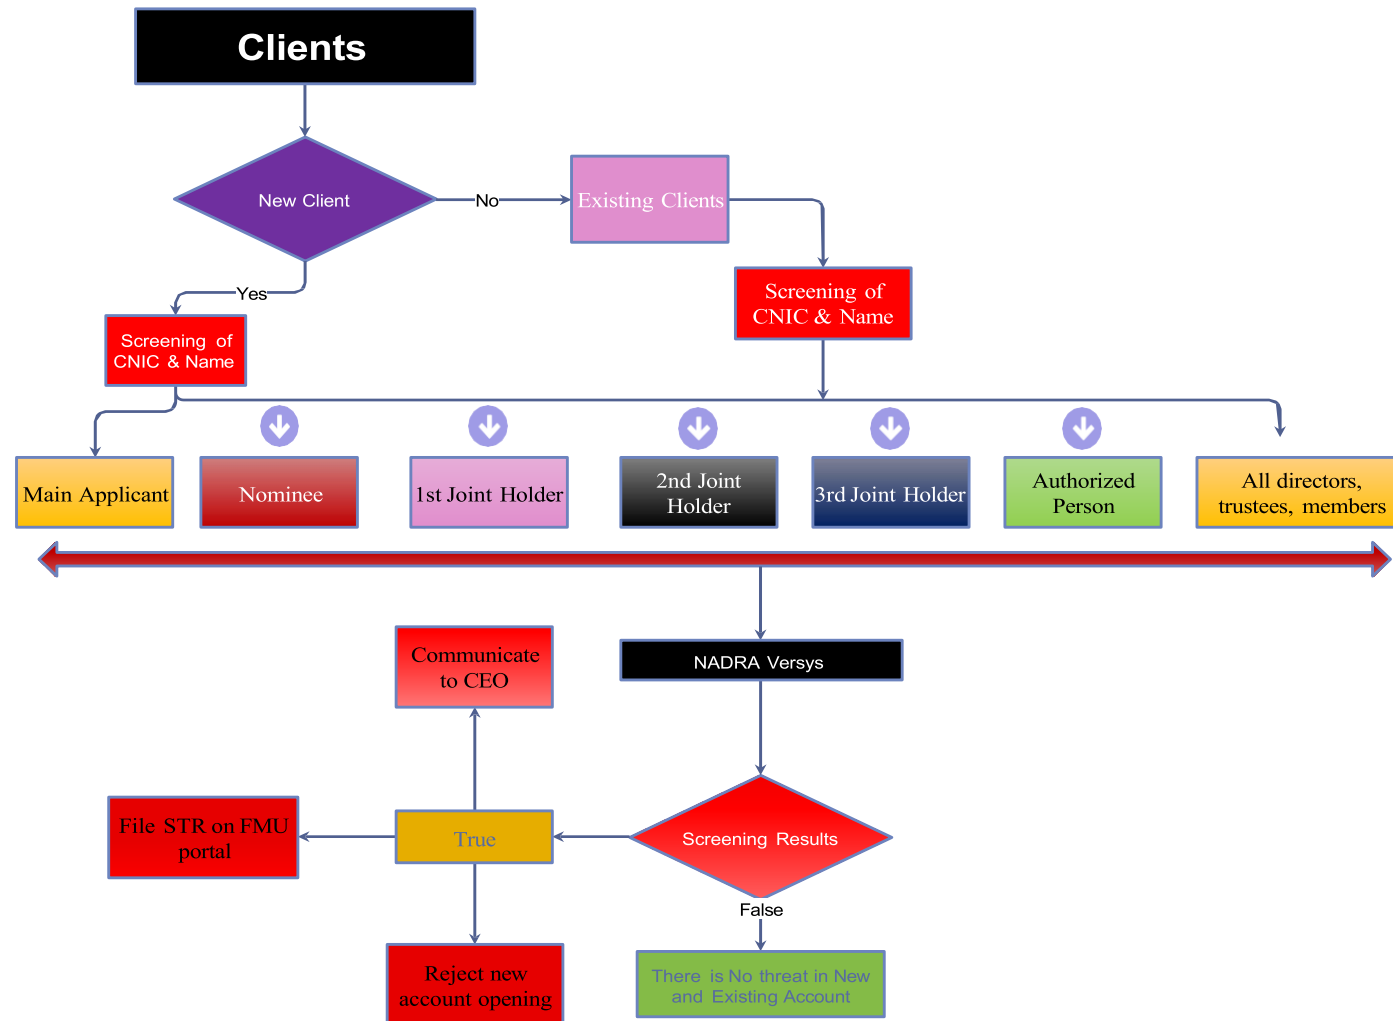 Clients
New Client
No
Existing Clients
Yes
Screening of
CNIC & Name
Screening of
CNIC & Name
Main Applicant
Nominee
1st Joint Holder
2nd Joint
Holder
3rd Joint Holder
Authorized
Person
All directors,
trustees, members
Communicate
to CEO
NADRA Versys
File STR on FMU
portal
True
Screening Results
False
Reject new
account opening
There is No threat in New
and Existing Account